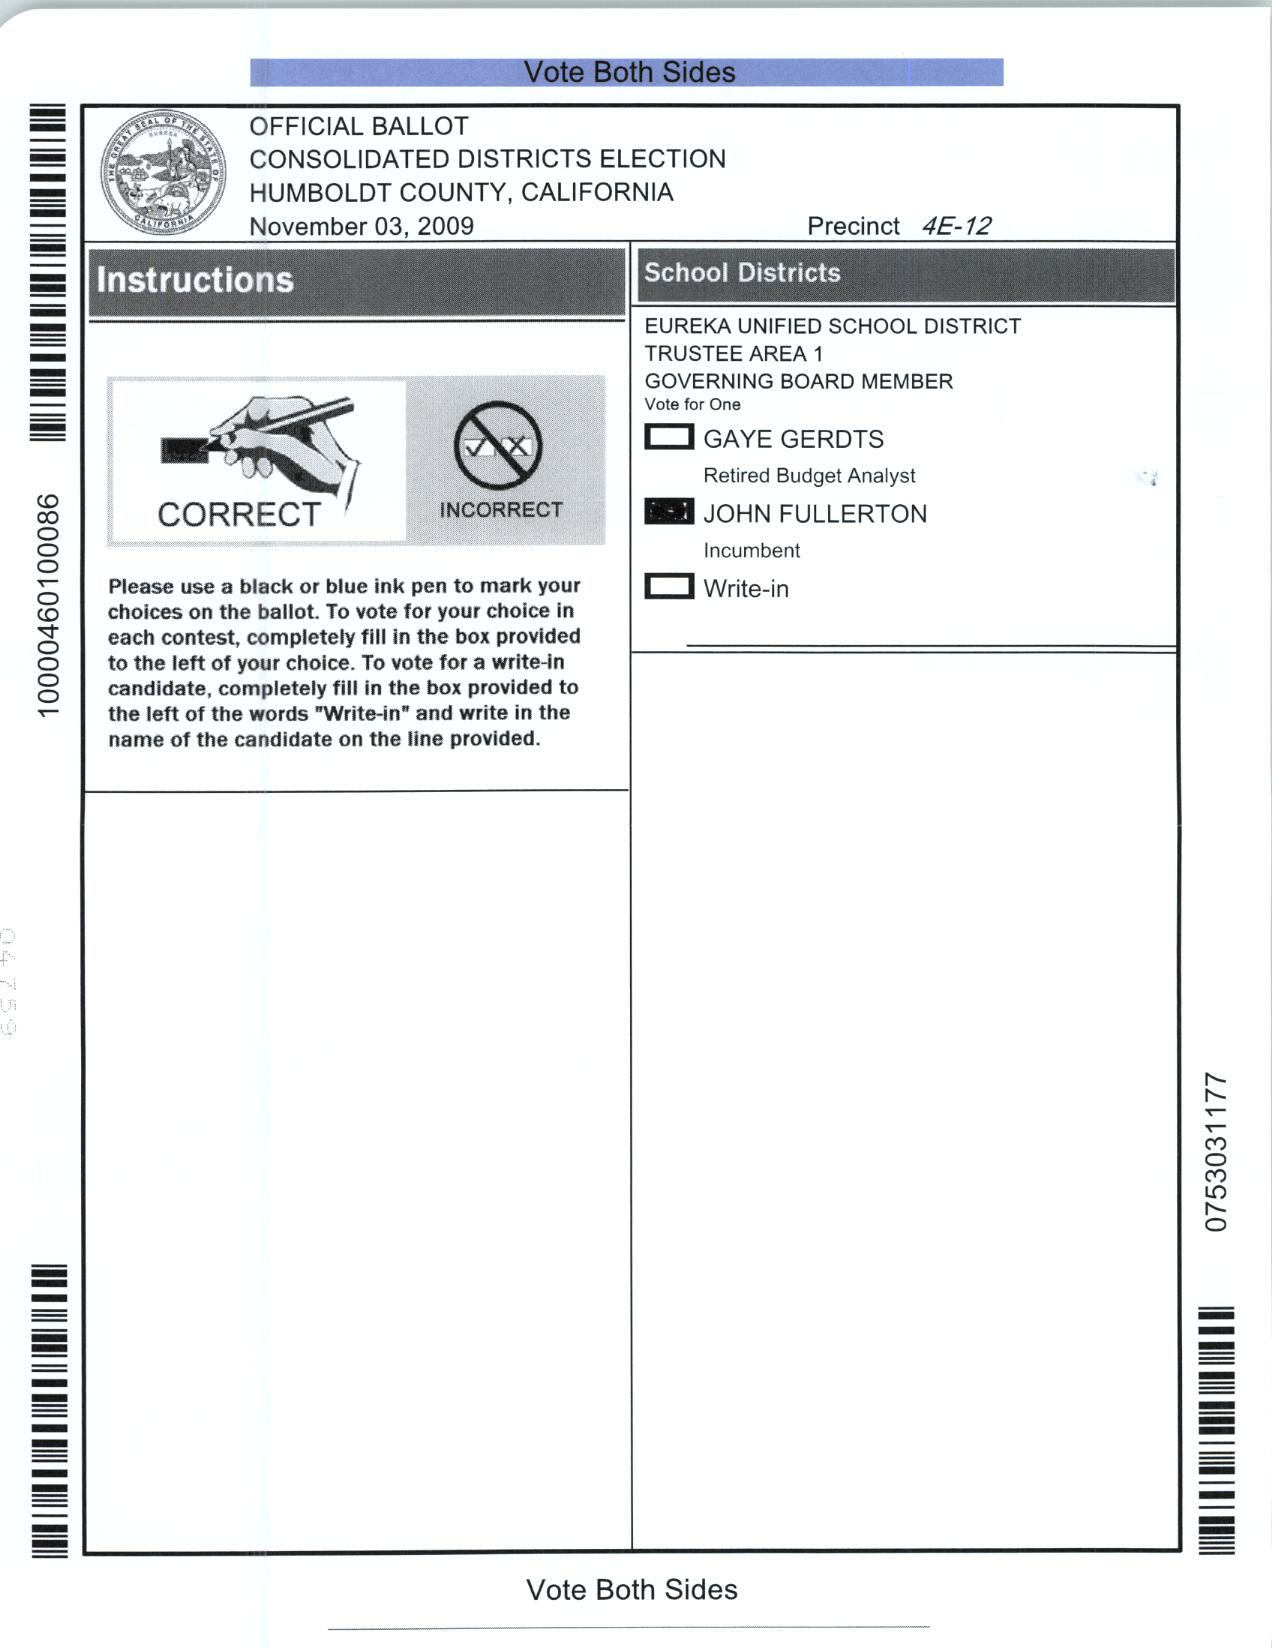 Vote Both Sides
THE GREAT SEAL OF THE STATE OF CALIFORNIA
EUREKA
OFFICIAL BALLOT
CONSOLIDATED DISTRICTS ELECTION
HUMBOLDT COUNTY, CALIFORNIA
November 03, 2009
Precinct 4E-12
Instructions
CORRECT
INCORRECT
Please use a black or blue ink pen to mark your
choices on the ballot. To vote for your choice in
each contest, completely fill in the box provided
to the left of your choice. To vote for a write-in
candidate, completely fill in the box provided to
the left of the words "Write-in" and write in the
name of the candidate on the line provided.
School Districts
EUREKA UNIFIED SCHOOL DISTRICT
TRUSTEE AREA 1
GOVERNING BOARD MEMBER
Vote for One
GAYE GERDTS
Retired Budget Analyst
JOHN FULLERTON
Incumbent
Write-in
10000460100086
0753031177
Vote Both Sides